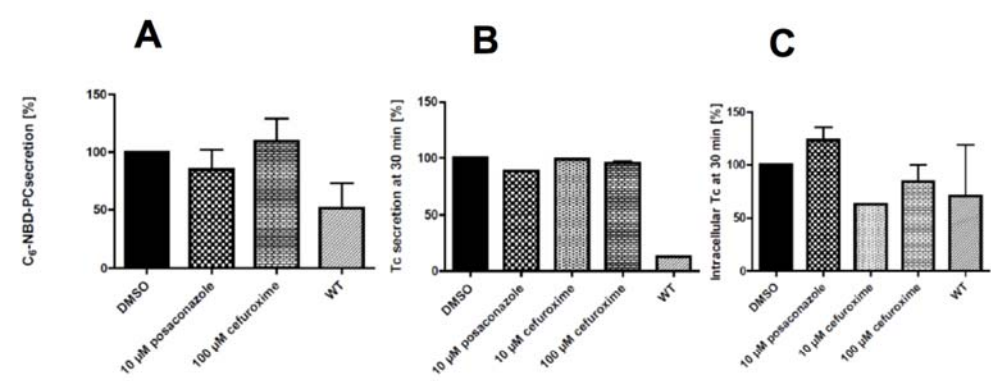 A
C6-NBD-PCsecretion [%]
150
100
50
0
DMSO
10 µM posaconazole
100 µM cefuroxime
WT
B
Tc secretion at 30 min [%]
150
100
50
0
DMSO
10 µM posaconazole
10 µM cefuroxime
100 µM cefuroxime
WT
C
Intracellular Tc at 30 min [%]
150
100
50
0
DMSO
10 µM posaconazole
10 µM cefuroxime
100 µM cefuroxime
WT